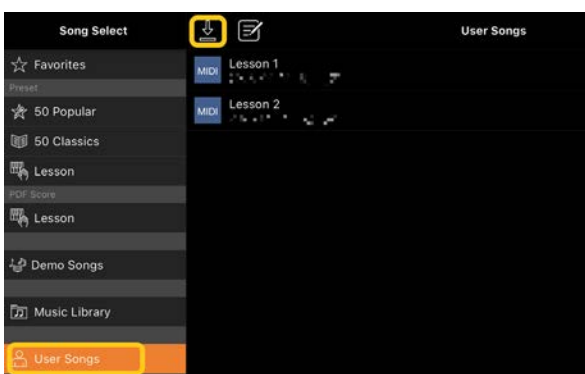 Song Select
User Songs
Favorites
Preset
50 Popular
50 Classics
Lesson
PDF Score
Lesson
Demo Songs
Music Library
User Songs
MIDI
Lesson 1
MIDI
Lesson 2